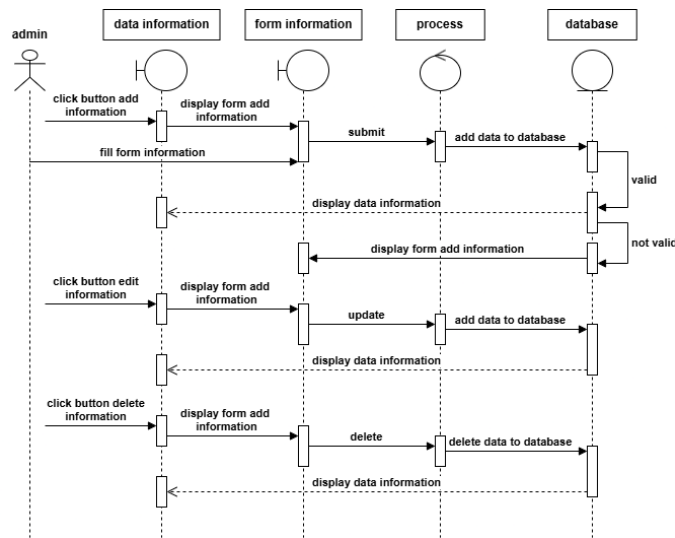 data information
form information
process
database
admin
click button add
information
display form add
information
submit
add data to database
fill form information
valid
display data information
not valid
display form add information
click button edit
information
display form add
information
update
add data to database
display data information
click button delete
information
display form add
information
delete
delete data to database
display data information